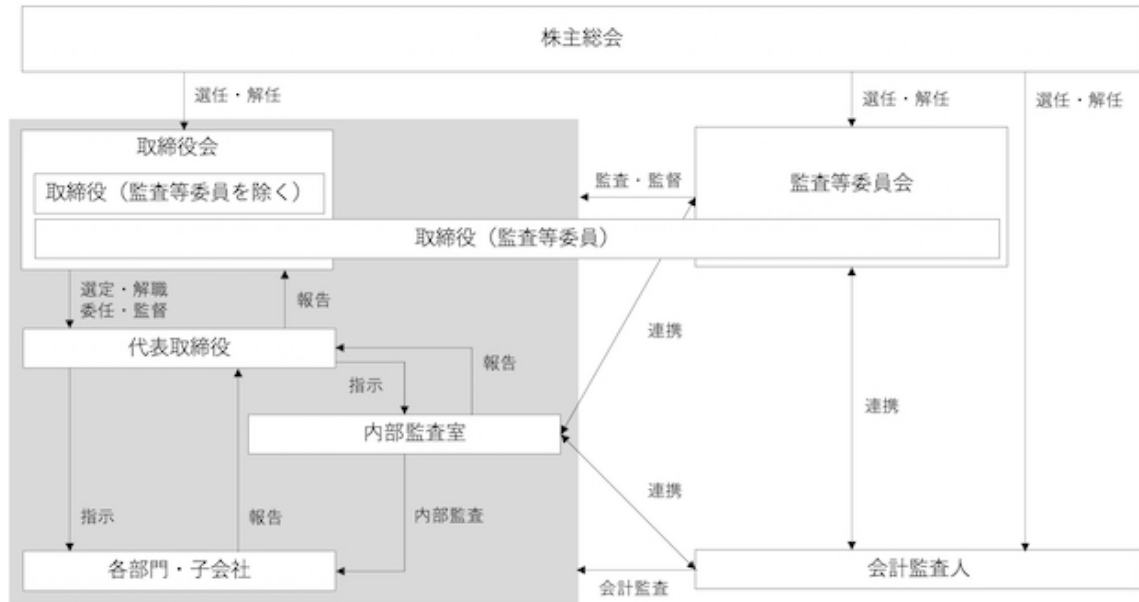 株主総会
選任・解任
選任・解任
選任・解任
取締役会
取締役（監査等委員を除く）
監査・監督
監査等委員会
取締役（監査等委員）
選定・解職
委任・監督
報告
代表取締役
連携
報告
指示
内部監査室
連携
連携
指示
報告
内部監査
各部門・子会社
会計監査
会計監査人